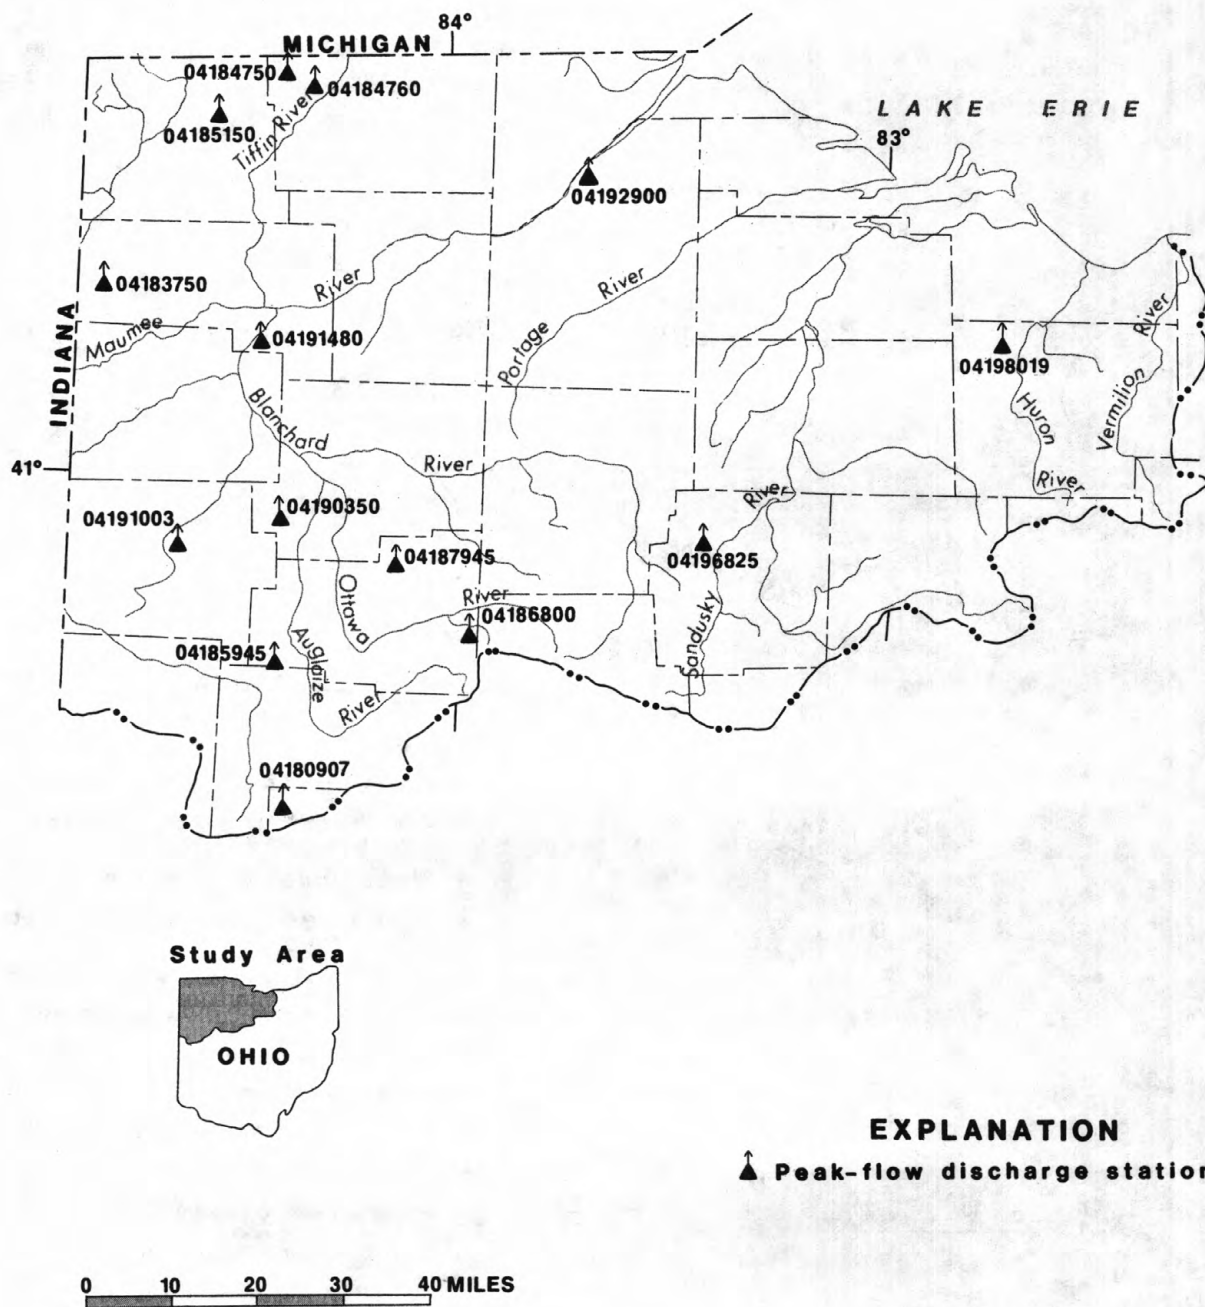 84°
MICHIGAN
04184750
04184760
LAKE ERIE
04185150
83°
Tiffin River
04192900
04183750
River
River
INDIANA
Maumee
04191480
River
Portage
04198019
Blanchard
Huron
Vermilion
41°
River
River
River
04191003
04190350
04187945
04196825
Ottawa
River
04186800
Auglaize
04185945
Sandusky
River
04180907
Study Area
OHIO
EXPLANATION
Peak-flow discharge station
0 10 20 30 40 MILES